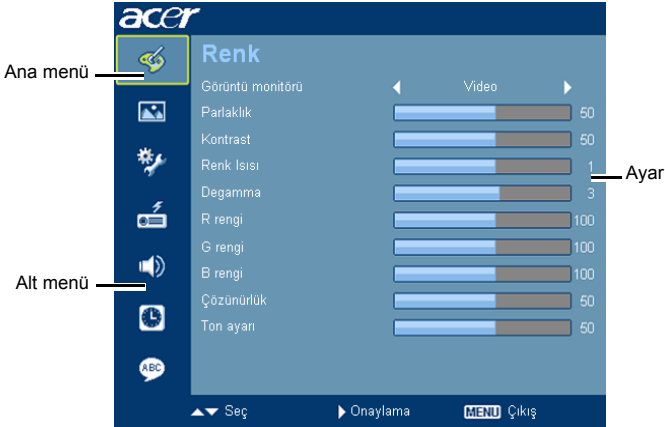 acer
Renk
Ana menü
Görüntü monitörü Video
Parlaklık 50
Kontrast 50
Renk Isısı 1
Ayar
Degamma 3
R rengi 100
G rengi 100
B rengi 100
Alt menü
Çözünürlük 50
Ton ayarı 50
ABC
Seç Onaylama MENU Çıkış